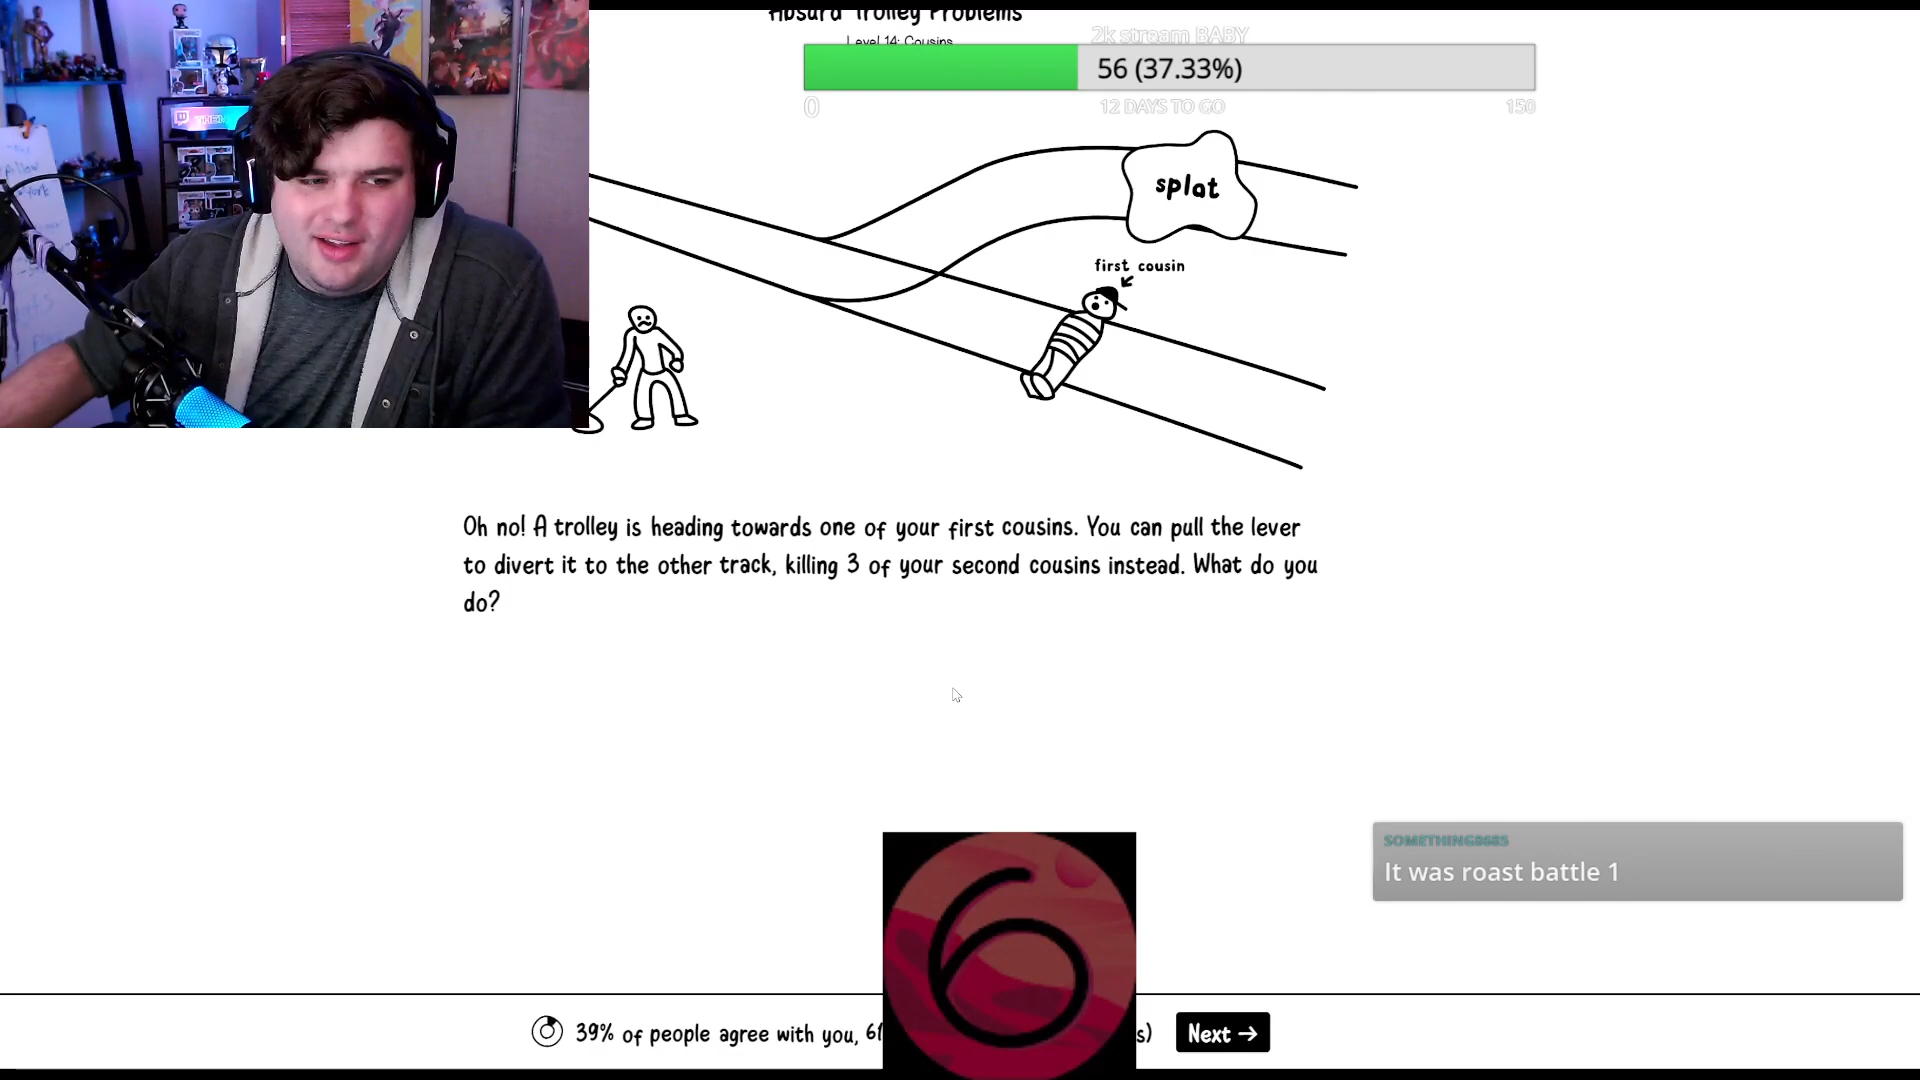 Absurd Trolley Problems
Level 14: Cousins
2k stream BABY
56 (37.33%)
0
12 DAYS TO GO
150
splat
first cousin
Oh no! A trolley is heading towards one of your first cousins. You can pull the lever
to divert it to the other track, killing 3 of your second cousins instead. What do you
do?
SOMETHING8685
It was roast battle 1
6
39% of people agree with you, 61
s)
Next →